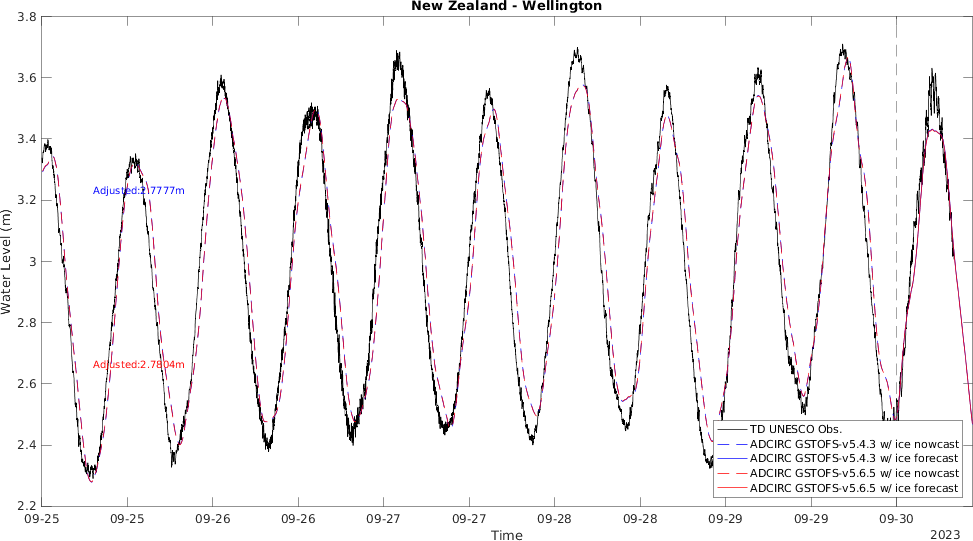 New Zealand - Wellington
3.8
3.6
3.4
3.2
3
2.8
2.6
2.4
2.2
Water Level (m)
Adjusted:2.7777m
Adjusted:2.7804m
TD UNESCO Obs.
ADCIRC GSTOFS-v5.4.3 w/ ice nowcast
ADCIRC GSTOFS-v5.4.3 w/ ice forecast
ADCIRC GSTOFS-v5.6.5 w/ ice nowcast
ADCIRC GSTOFS-v5.6.5 w/ ice forecast
09-25 09-25 09-26 09-26 09-27 09-27 09-28 09-28 09-29 09-29 09-30
Time
2023